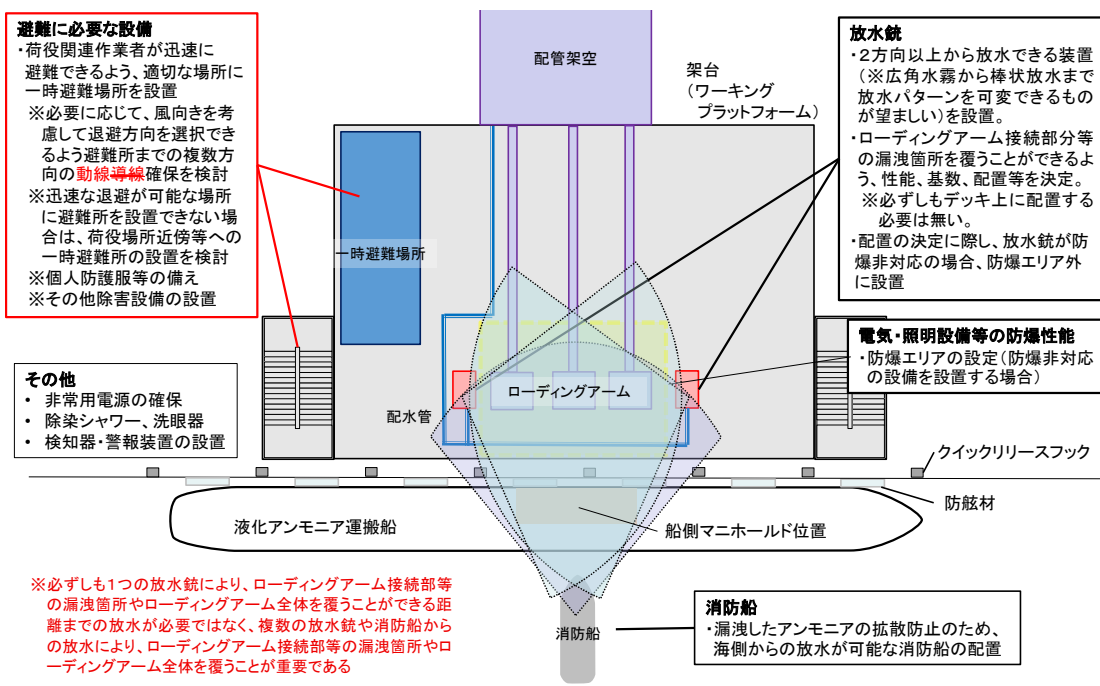 避難に必要な設備
・荷役関連作業者が迅速に
避難できるよう、適切な場所に
一時避難場所を設置
※必要に応じて、風向きを考
慮して退避方向を選択でき
るよう避難所までの複数方
向の動線導線確保を検討
※迅速な退避が可能な場所
に避難所を設置できない場
合は、荷役場所近傍等への
一時避難所の設置を検討
※個人防護服等の備え
※その他除害設備の設置
その他
• 非常用電源の確保
• 除染シャワー、洗眼器
• 検知器・警報装置の設置
配管架空
架台
（ワーキング
プラットフォーム）
一時避難場所
ローディングアーム
配水管
放水銃
・2方向以上から放水できる装置
（※広角水霧から棒状放水まで
放水パターンを可変できるもの
が望ましい）を設置。
・ローディングアーム接続部分等
の漏洩箇所を覆うことができるよ
う、性能、基数、配置等を決定。
※必ずしもデッキ上に配置する
必要は無い。
・配置の決定に際し、放水銃が防
爆非対応の場合、防爆エリア外
に設置
電気・照明設備等の防爆性能
・防爆エリアの設定（防爆非対応
の設備を設置する場合）
クイックリリースフック
防舷材
液化アンモニア運搬船
船側マニホールド位置
※必ずしも1つの放水銃により、ローディングアーム接続部等
の漏洩箇所やローディングアーム全体を覆うことができる距
離までの放水が必要ではなく、複数の放水銃や消防船から
の放水により、ローディングアーム接続部等の漏洩箇所やロ
ーディングアーム全体を覆うことが重要である
消防船
消防船
・漏洩したアンモニアの拡散防止のため、
海側からの放水が可能な消防船の配置